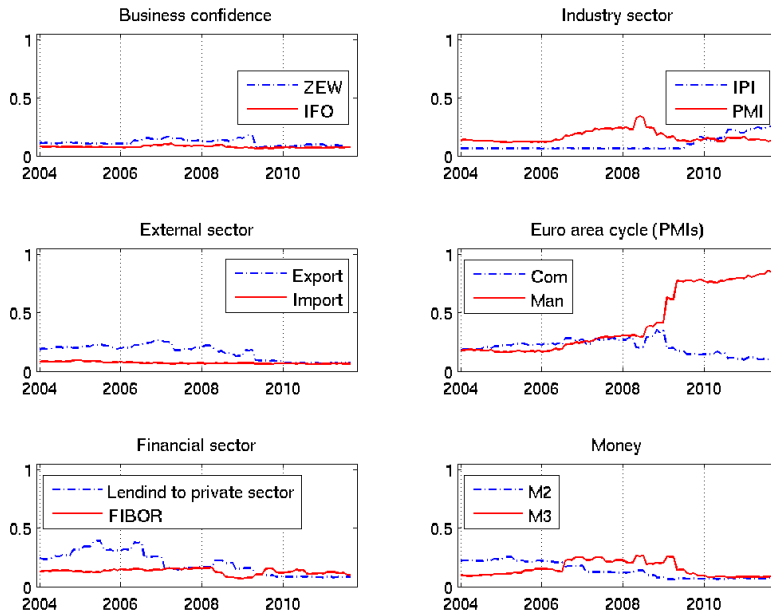 Business confidence
1
0.5
0
ZEW
IFO
2004 2006 2008 2010
Industry sector
1
0.5
0
IPI
PMI
2004 2006 2008 2010
External sector
1
0.5
0
Export
Import
2004 2006 2008 2010
Euro area cycle (PMIs)
1
0.5
0
Com
Man
2004 2006 2008 2010
Financial sector
1
0.5
0
Lendind to private sector
FIBOR
2004 2006 2008 2010
Money
1
0.5
0
M2
M3
2004 2006 2008 2010